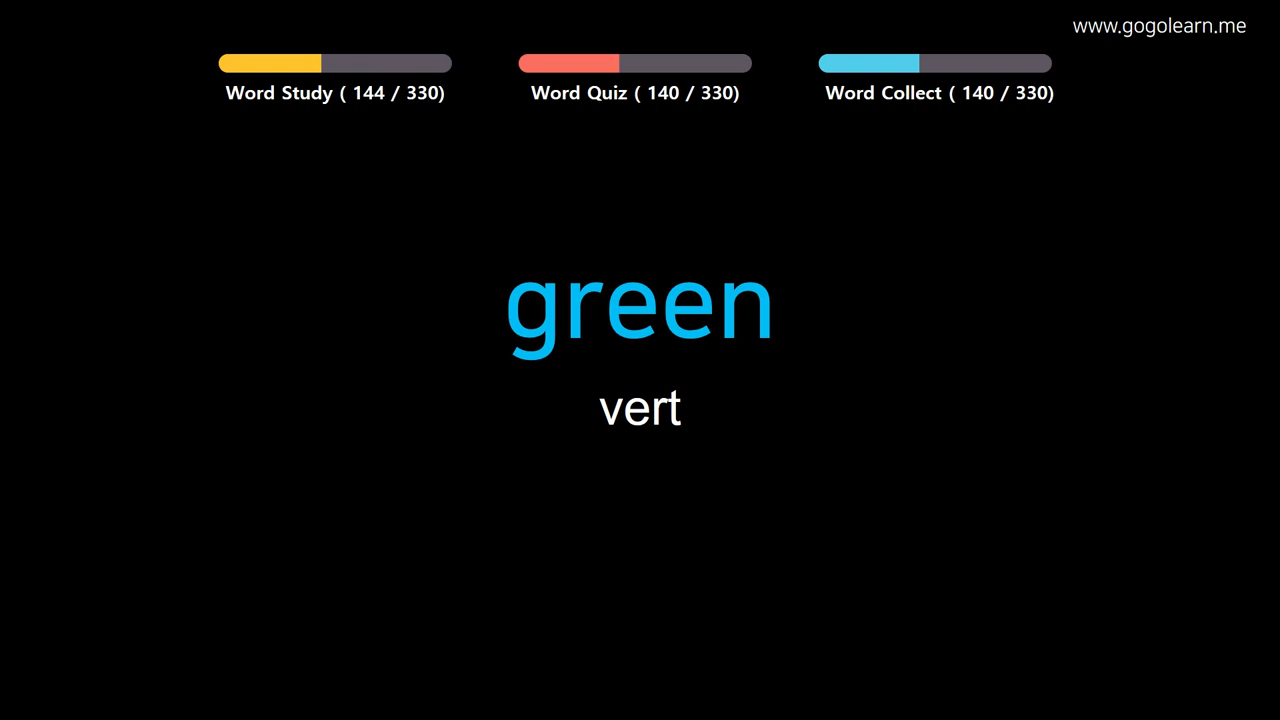 www.gogolearn.me
Word Study ( 144 / 330)
Word Quiz ( 140 / 330)
Word Collect ( 140 / 330)
green
vert